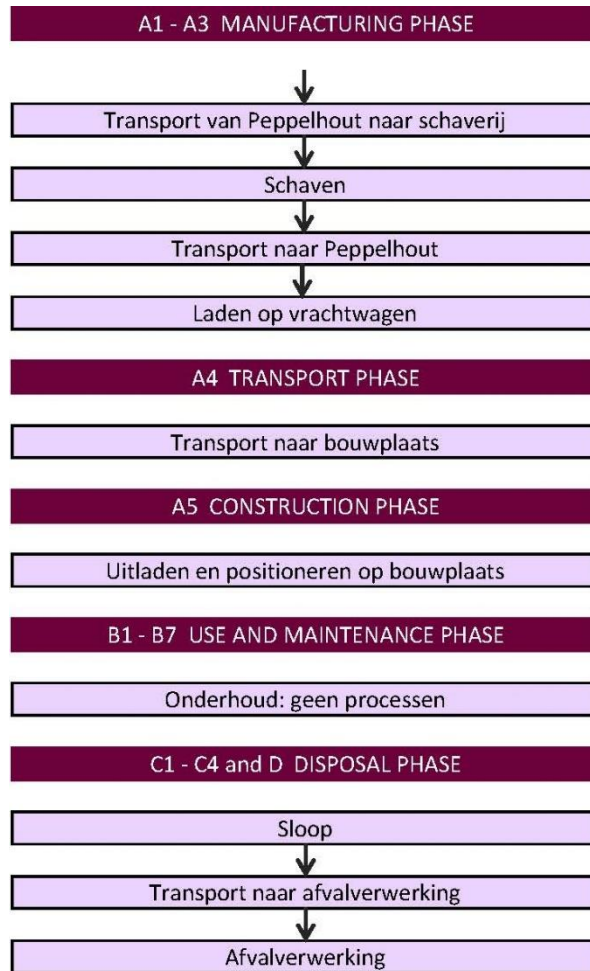 A1 - A3 MANUFACTURING PHASE
Transport van Peppelhout naar schaverij
Schaven
Transport naar Peppelhout
Laden op vrachtwagen
A4 TRANSPORT PHASE
Transport naar bouwplaats
A5 CONSTRUCTION PHASE
Uitladen en positioneren op bouwplaats
B1 - B7 USE AND MAINTENANCE PHASE
Onderhoud: geen processen
C1 - C4 and D DISPOSAL PHASE
Sloop
Transport naar afvalverwerking
Afvalverwerking